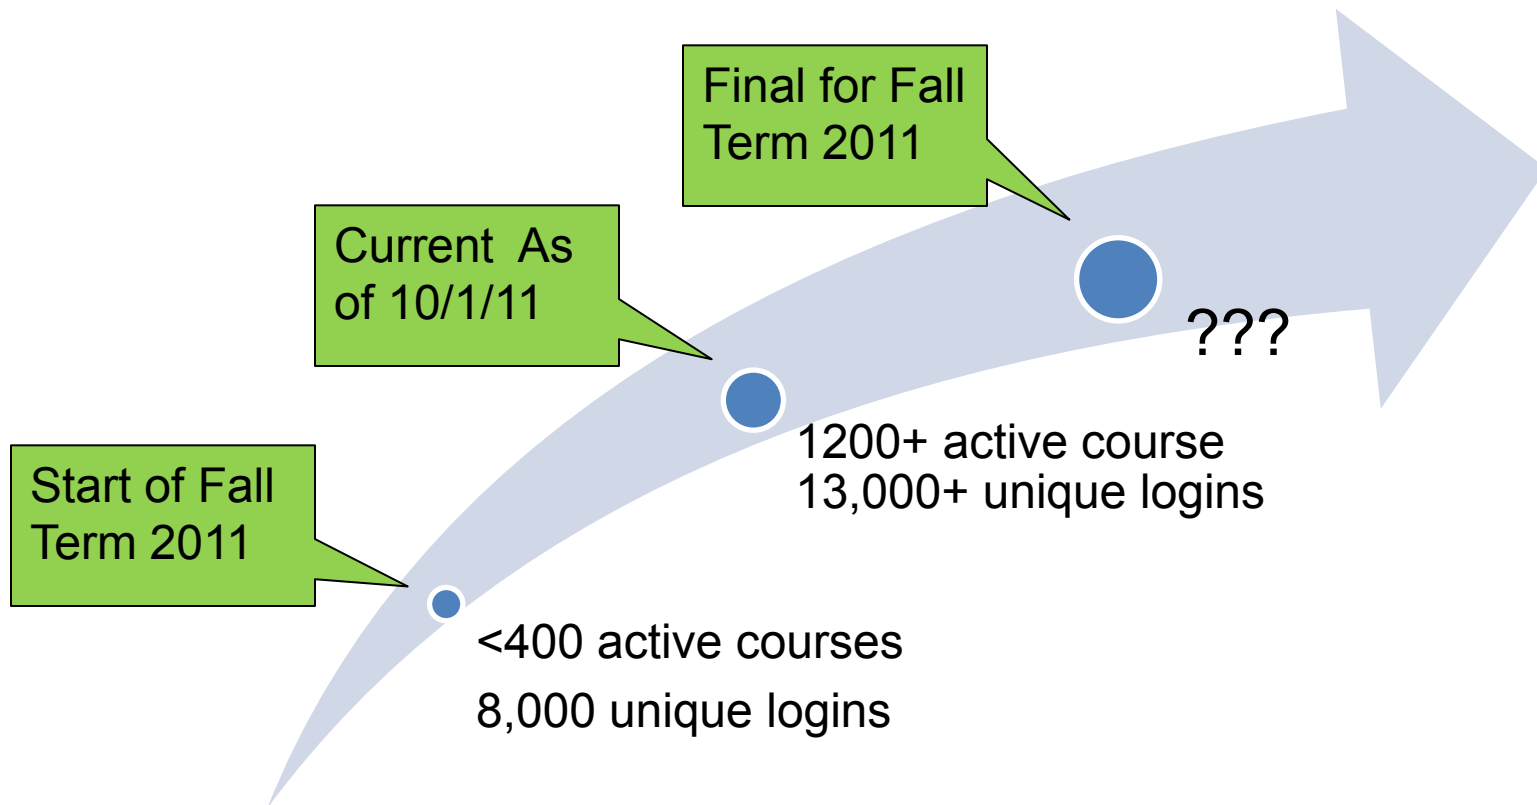 Final for Fall
Term 2011
Current  As
of 10/1/11
???
1200+ active course
13,000+ unique logins
Start of Fall
Term 2011
<400 active courses
8,000 unique logins